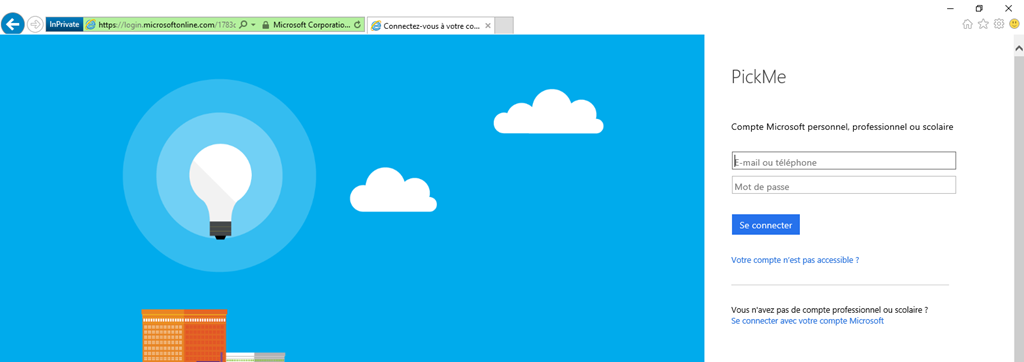 InPrivate
https://login.microsoftonline.com/1783c
Microsoft Corporatio...
Connectez-vous à votre co...
PickMe
Compte Microsoft personnel, professionnel ou scolaire
E-mail ou téléphone
Mot de passe
Se connecter
Votre compte n'est pas accessible ?
Vous n'avez pas de compte professionnel ou scolaire ?
Se connecter avec votre compte Microsoft